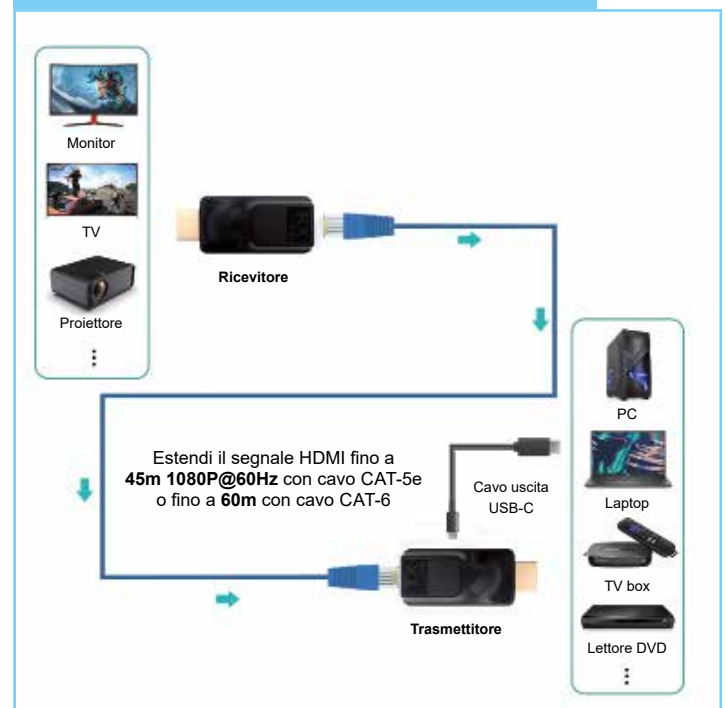 Monitor
TV
Proiettore
Ricevitore
PC
Laptop
TV box
Lettore DVD
Estendi il segnale HDMI fino a
45m 1080P@60Hz con cavo CAT-5e
o fino a 60m con cavo CAT-6
Cavo uscita
USB-C
Trasmettitore